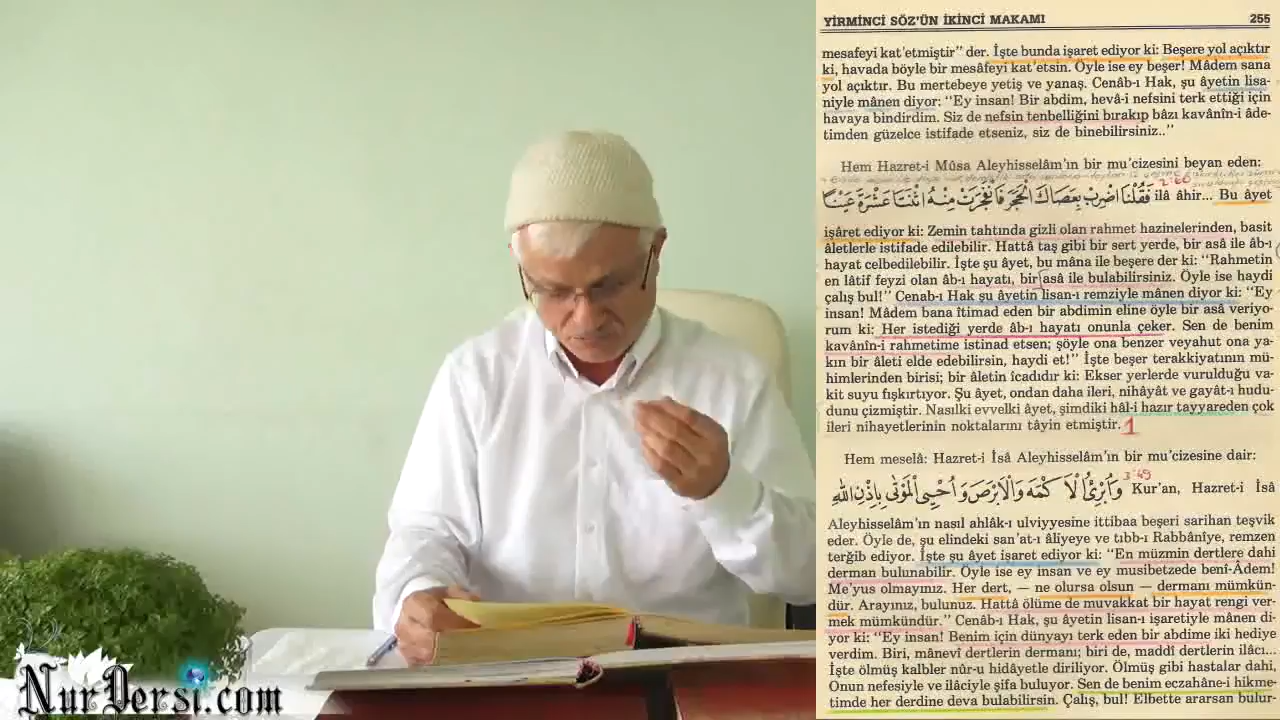 YİRMİNCİ SÖZ'ÜN İKİNCİ MAKAMI 255
mesafeyi kat'etmiştir” der. İşte bunda işaret ediyor ki: Beşere yol açıktır
ki, havada böyle bir mesâfeyi kat'etsin. Öyle ise ey beşer! Mâdem sana
yol açıktır. Bu mertebeye yetiş ve yanaş. Cenâb-ı Hak, şu âyetin lisa-
niyle mânen diyor: “Ey insan! Bir abdim, hevâ-i nefsini terk ettiği için
havaya bindirdim. Siz de nefsin tenbelliğini bırakıp bâzı kavânîn-i âde-
timden güzelce istifade etseniz, siz de binebilirsiniz..”
Hem Hazret-i Mûsa Aleyhisselâm'ın bir mu'cizesini beyan eden:
2:60
فَقُلْنَا اضْرِبْ بِعَصَاكَ الْحَجَرَ فَانْفَجَرَتْ مِنْهُ اثْنَتَا عَشْرَةَ عَيْنًا ilâ âhir... Bu âyet
işâret ediyor ki: Zemin tahtında gizli olan rahmet hazinelerinden, basit
âletlerle istifade edilebilir. Hattâ taş gibi bir sert yerde, bir asâ ile âb-ı
hayat celbedilebilir. İşte şu âyet, bu mâna ile beşere der ki: “Rahmetin
en lâtif feyzi olan âb-ı hayatı, bir asâ ile bulabilirsiniz. Öyle ise haydi
çalış bul!” Cenab-ı Hak şu âyetin lisan-ı remziyle mânen diyor ki: “Ey
insan! Mâdem bana îtimad eden bir abdimin eline öyle bir asâ veriyo-
rum ki: Her istediği yerde âb-ı hayatı onunla çeker. Sen de benim
kavânîn-i rahmetime istinad etsen; şöyle ona benzer veyahut ona ya-
kın bir âleti elde edebilirsin, haydi et!” İşte beşer terakkiyatının mü-
himlerinden birisi; bir âletin îcadıdır ki: Ekser yerlerde vurulduğu va-
kit suyu fışkırtıyor. Şu âyet, ondan daha ileri, nihâyât ve gayât-ı hudu-
dunu çizmiştir. Nasılki evvelki âyet, şimdiki hâl-i hazır tayyareden çok
ileri nihayetlerinin noktalarını tâyin etmiştir. 1
Hem meselâ: Hazret-i İsâ Aleyhisselâm'ın bir mu'cizesine dair:
3:49
وَاُبْرِئُ الْاَكْمَهَ وَالْاَبْرَصَ وَاُحْيِى الْمَوْتٰى بِاِذْنِ اللّٰهِ Kur'an, Hazret-i İsâ
Aleyhisselâm'ın nasıl ahlâk-ı ulviyyesine ittibaa beşeri sarihan teşvik
eder. Öyle de, şu elindeki san'at-ı âliyeye ve tıbb-ı Rabbânîye, remzen
terğib ediyor. İşte şu âyet işaret ediyor ki: “En müzmin dertlere dahi
derman bulunabilir. Öyle ise ey insan ve ey musibetzede benî-Âdem!
Me'yus olmayınız. Her dert, — ne olursa olsun — dermanı mümkün-
dür. Arayınız, bulunuz. Hattâ ölüme de muvakkat bir hayat rengi ver-
mek mümkündür.” Cenâb-ı Hak, şu âyetin lisan-ı işaretiyle mânen di-
yor ki: “Ey insan! Benim için dünyayı terk eden bir abdime iki hediye
verdim. Biri, mânevî dertlerin dermanı; biri de, maddî dertlerin ilâcı...
İşte ölmüş kalbler nûr-u hidâyetle diriliyor. Ölmüş gibi hastalar dahi,
Onun nefesiyle ve ilâciyle şifa buluyor. Sen de benim eczahâne-i hikme-
timde her derdine deva bulabilirsin. Çalış, bul! Elbette ararsan bulur-
NurDersi.com